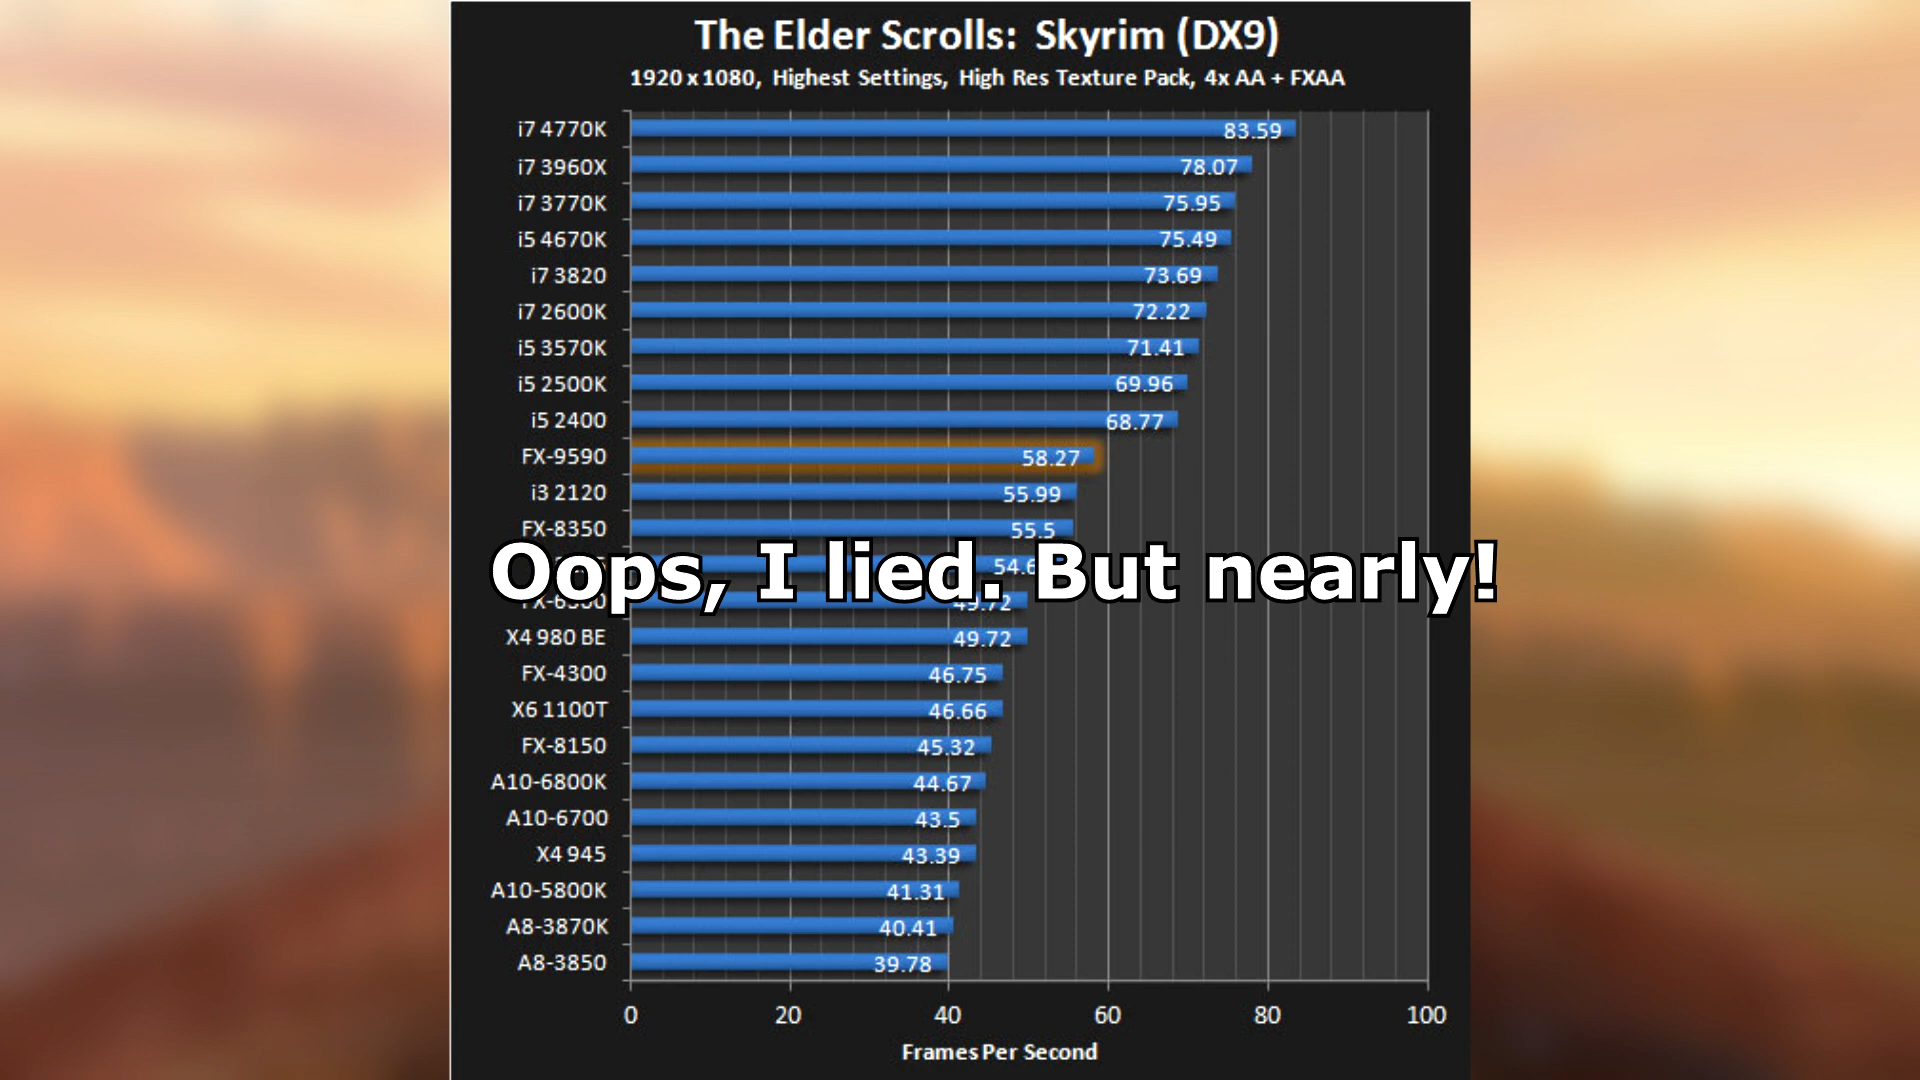 The Elder Scrolls: Skyrim (DX9)
1920 x 1080, Highest Settings, High Res Texture Pack, 4x AA + FXAA
i7 4770K 83.59
i7 3960X 78.07
i7 3770K 75.95
i5 4670K 75.49
i7 3820 73.69
i7 2600K 72.22
i5 3570K 71.41
i5 2500K 69.96
i5 2400 68.77
FX-9590 58.27
i3 2120 55.99
FX-8350 55.5
Oops, I lied. But nearly!
FX-6300 49.72
X4 980 BE 49.72
FX-4300 46.75
X6 1100T 46.66
FX-8150 45.32
A10-6800K 44.67
A10-6700 43.5
X4 945 43.39
A10-5800K 41.31
A8-3870K 40.41
A8-3850 39.78
0 20 40 60 80 100
Frames Per Second